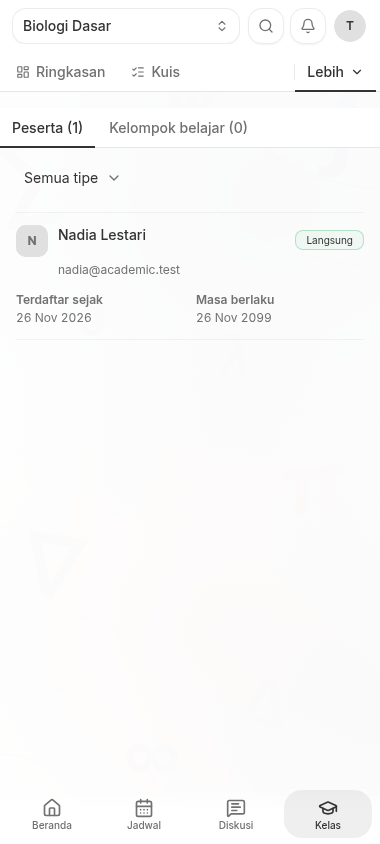 Biologi Dasar
T
Ringkasan
Kuis
Lebih
Peserta (1)
Kelompok belajar (0)
Semua tipe
N
Nadia Lestari
Langsung
nadia@academic.test
Terdaftar sejak
Masa berlaku
26 Nov 2026
26 Nov 2099
Beranda
Jadwal
Diskusi
Kelas